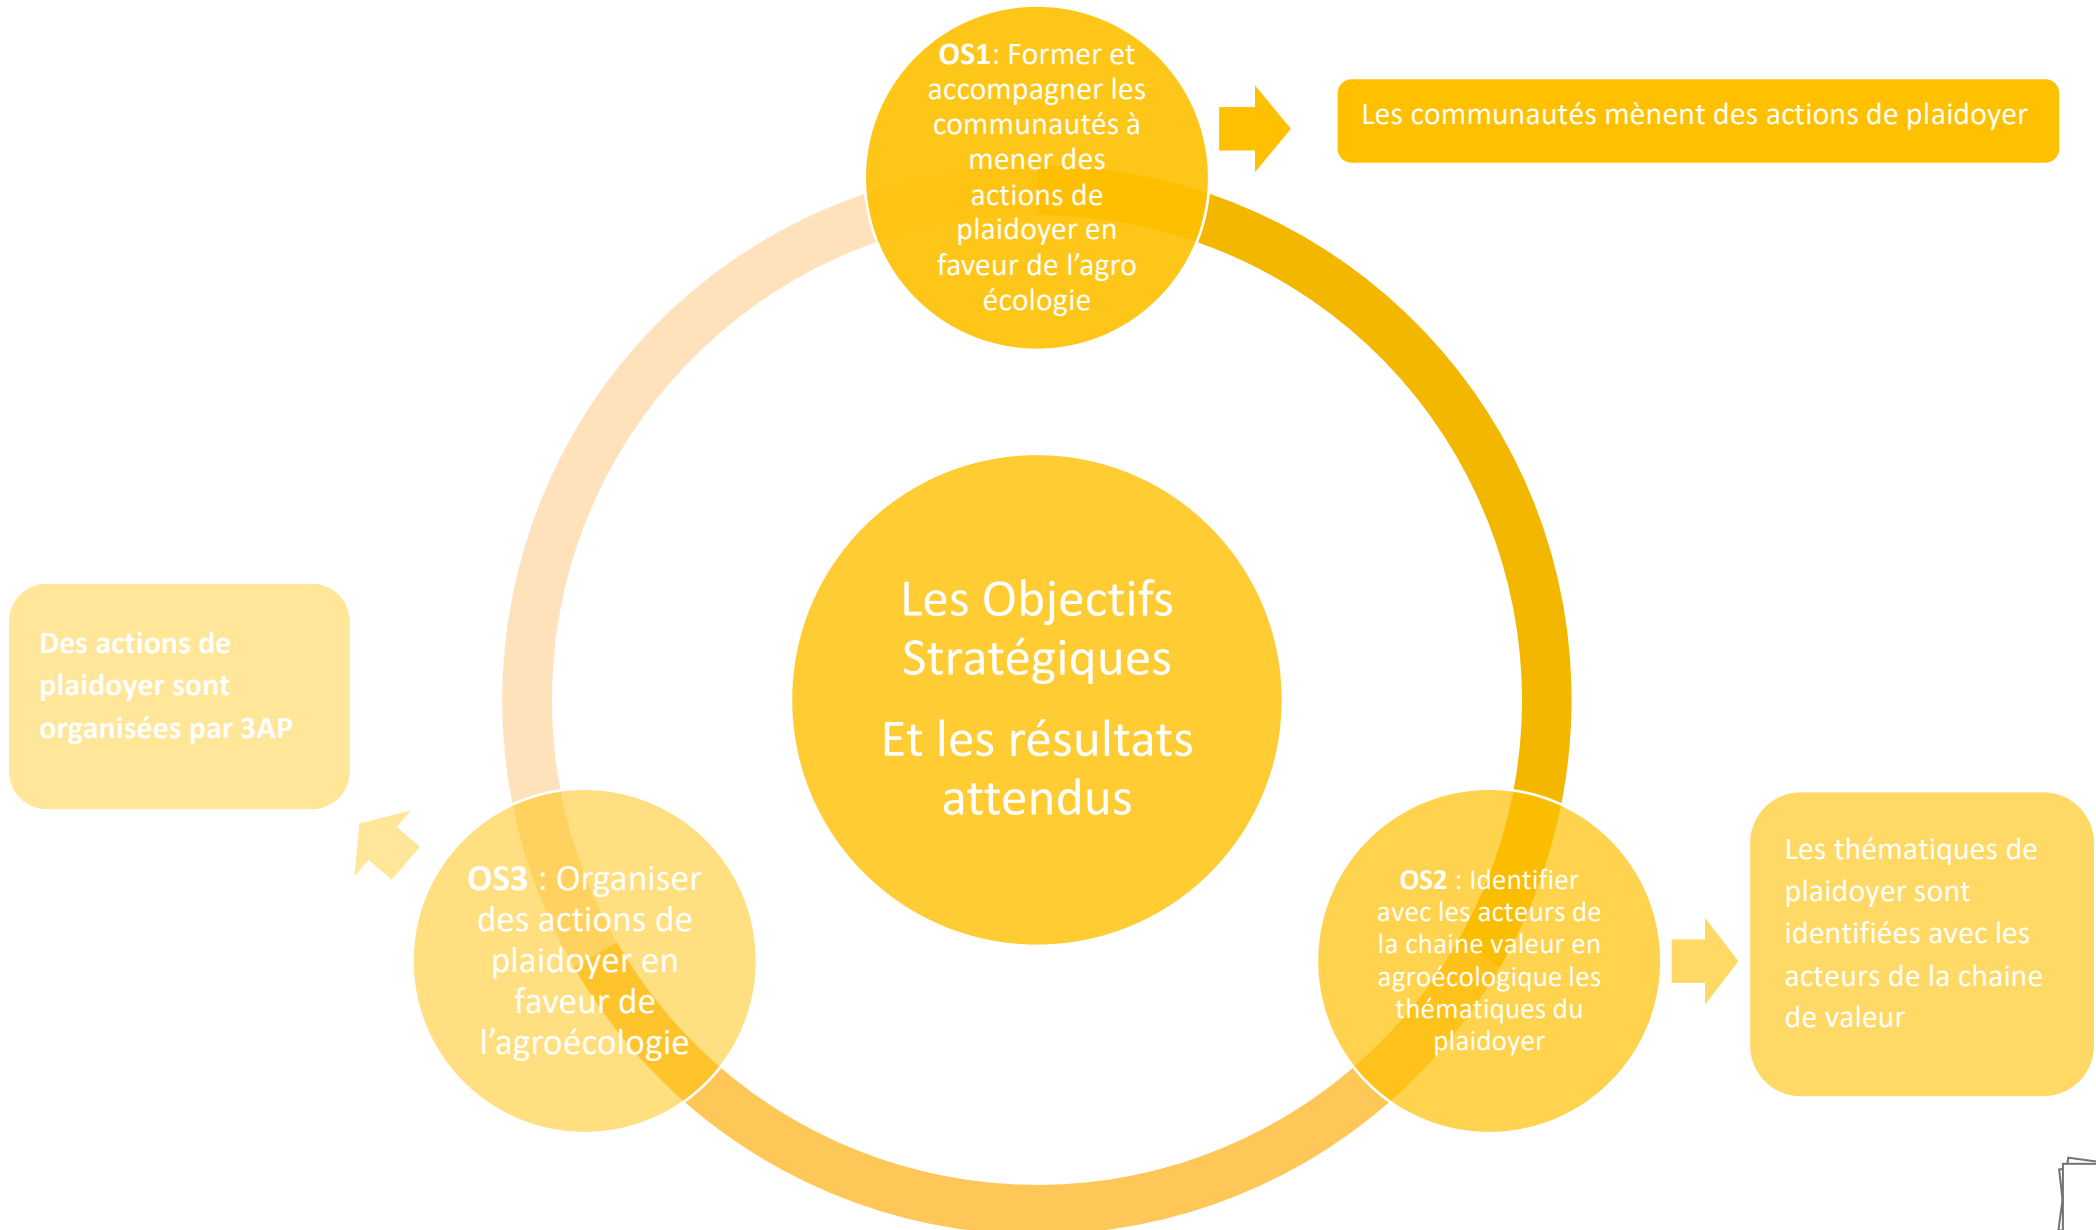 OS1: Former et
accompagner les
communautés à
mener des
actions de
plaidoyer en
faveur de l’agro
écologie
Les communautés mènent des actions de plaidoyer
Les Objectifs
Stratégiques
Et les résultats
attendus
Des actions de
plaidoyer sont
organisées par 3AP
OS3 : Organiser
des actions de
plaidoyer en
faveur de
l’agroécologie
OS2 : Identifier
avec les acteurs de
la chaine valeur en
agroécologique les
thématiques du
plaidoyer
Les thématiques de
plaidoyer sont
identifiées avec les
acteurs de la chaine
de valeur